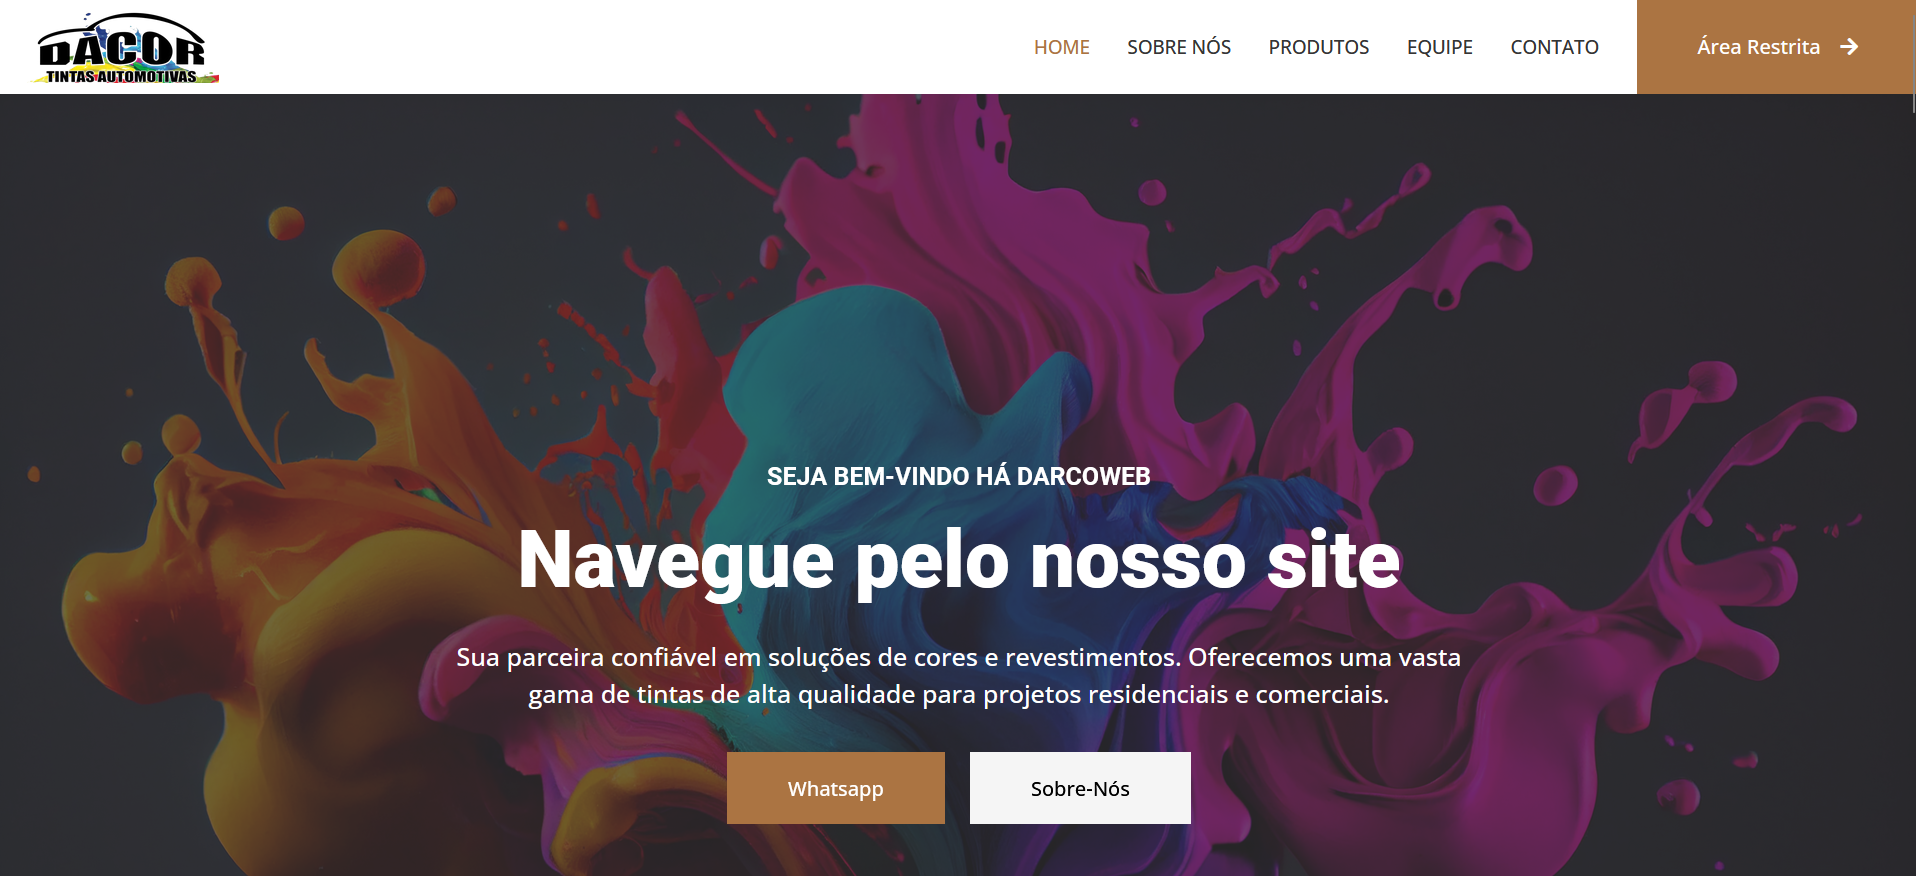 DACOR
TINTAS AUTOMOTIVAS
HOME
SOBRE NÓS
PRODUTOS
EQUIPE
CONTATO
Área Restrita
SEJA BEM-VINDO HÁ DARCOWEB
Navegue pelo nosso site
Sua parceira confiável em soluções de cores e revestimentos. Oferecemos uma vasta
gama de tintas de alta qualidade para projetos residenciais e comerciais.
Whatsapp
Sobre-Nós